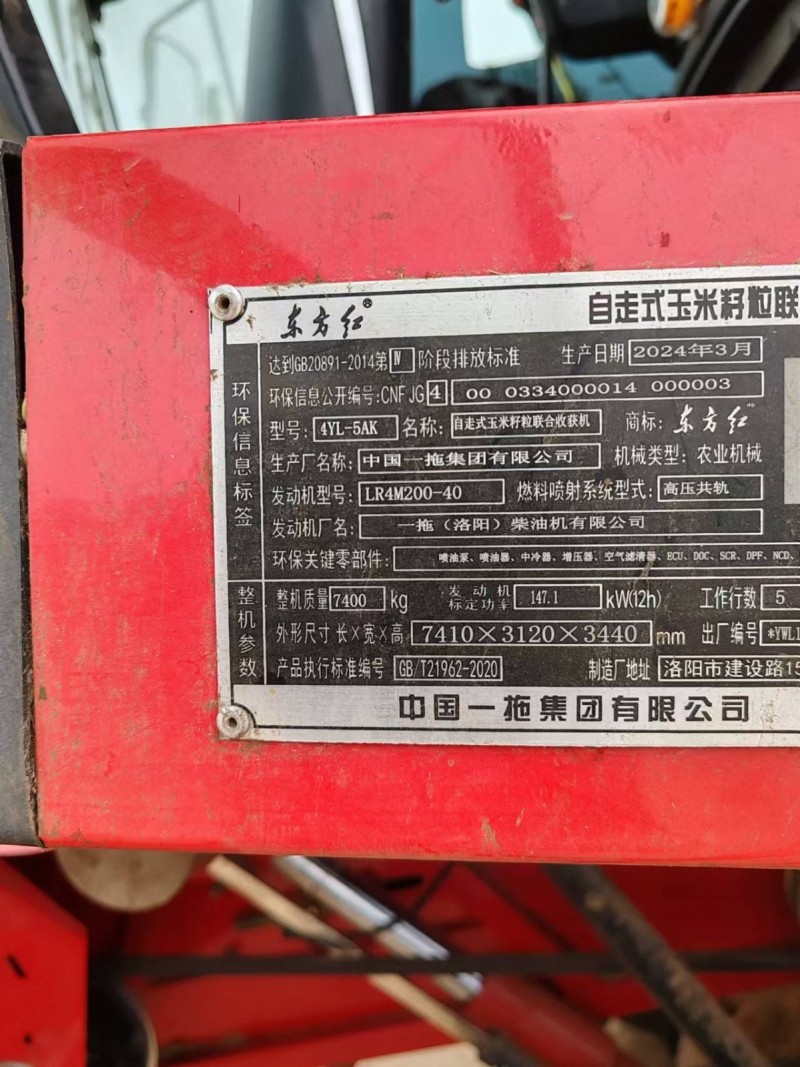 东方红® 自走式玉米籽粒联
环保信息标签
达到GB20891-2014第Ⅳ阶段排放标准 生产日期 2024年3月
环保信息公开编号:CNFJG 4 00 0334000014 000003
型号: 4YL-5AK 名称: 自走式玉米籽粒联合收获机 商标: 东方红
生产厂名称: 中国一拖集团有限公司 机械类型: 农业机械
发动机型号: LR4M200-40 燃料喷射系统型式: 高压共轨
发动机厂名: 一拖（洛阳）柴油机有限公司
环保关键零部件: 喷油泵、喷油器、中冷器、增压器、空气滤清器、ECU、DOC、SCR、DPF、NCD、
整机参数
整机质量 7400 kg 发动机标定功率 147.1 kW(12h) 工作行数 5
外形尺寸 长×宽×高 7410×3120×3440 mm 出厂编号 *YWL1
产品执行标准编号 GB/T21962-2020 制造厂地址 洛阳市建设路15
中国一拖集团有限公司